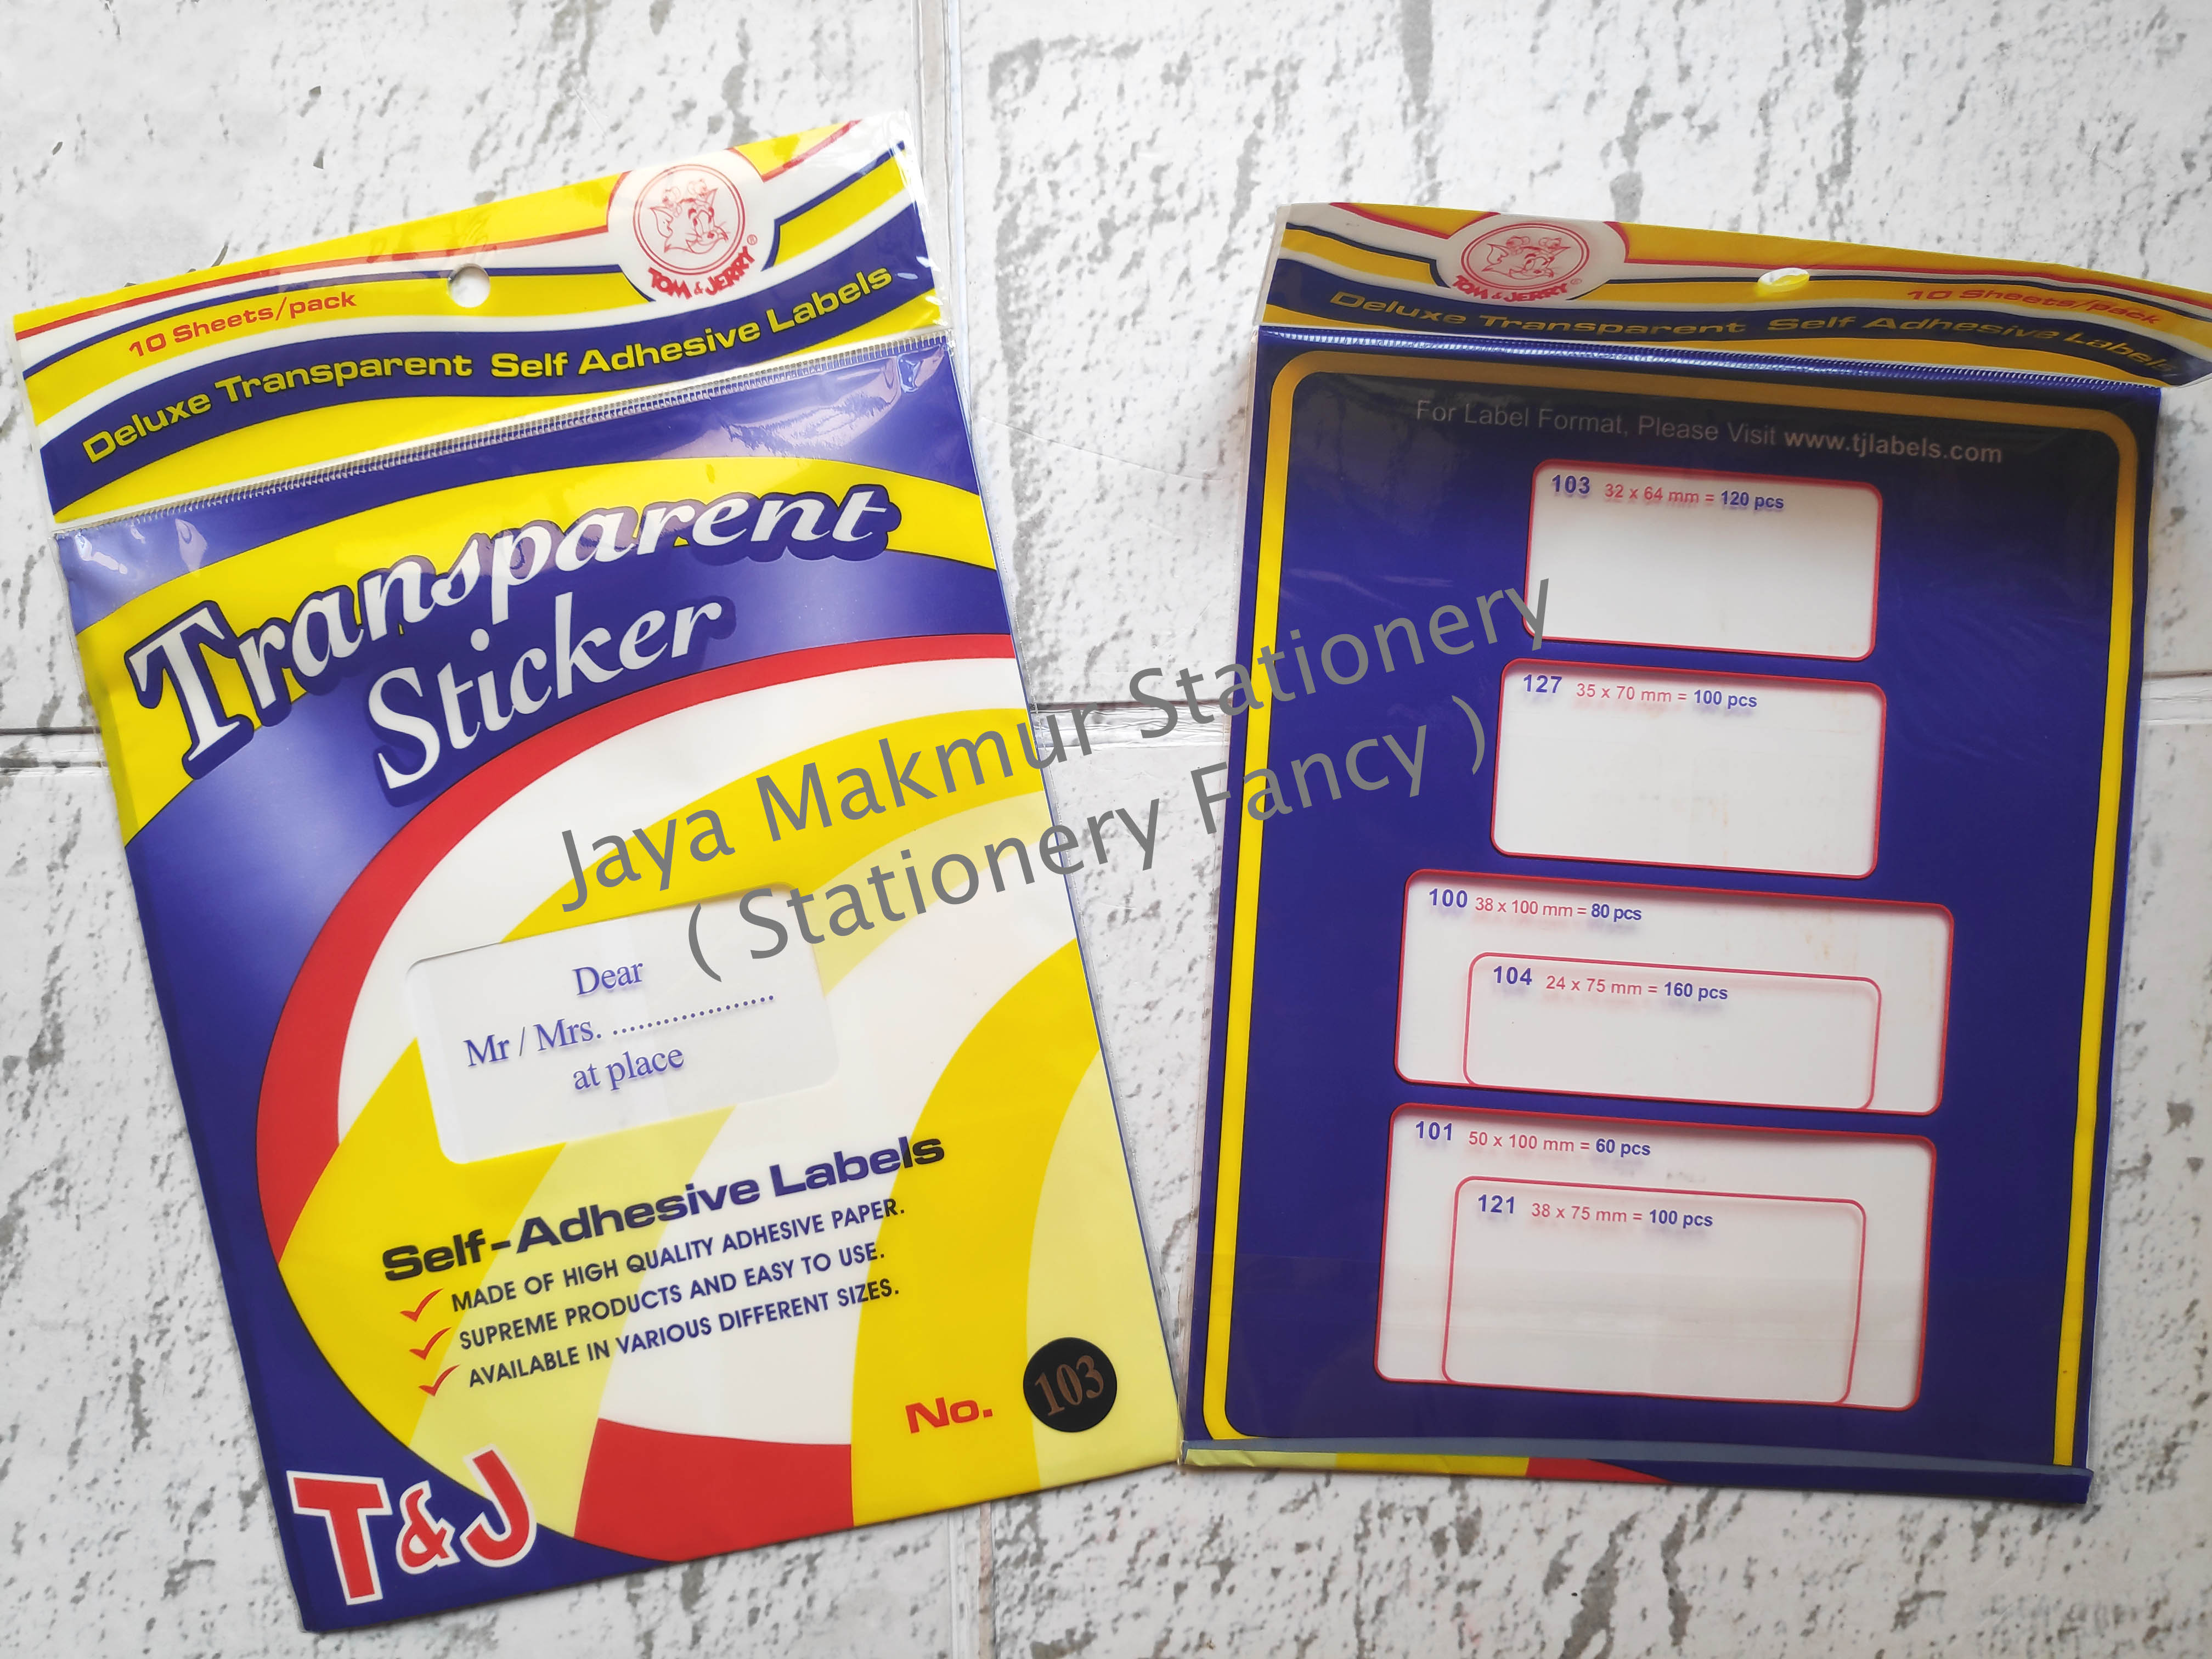 10 Sheets/pack
TOM & JERRY®
Deluxe Transparent Self Adhesive Labels
Transparent
Sticker
Dear
Mr / Mrs. ...................
at place
Self-Adhesive Labels
MADE OF HIGH QUALITY ADHESIVE PAPER.
SUPREME PRODUCTS AND EASY TO USE.
AVAILABLE IN VARIOUS DIFFERENT SIZES.
No. 103
T&J
TOM & JERRY®
10 Sheets/pack
Deluxe Transparent Self Adhesive Labels
For Label Format, Please Visit www.tjlabels.com
103 32 x 64 mm = 120 pcs
127 35 x 70 mm = 100 pcs
100 38 x 100 mm = 80 pcs
104 24 x 75 mm = 160 pcs
101 50 x 100 mm = 60 pcs
121 38 x 75 mm = 100 pcs
Jaya Makmur Stationery
( Stationery Fancy )